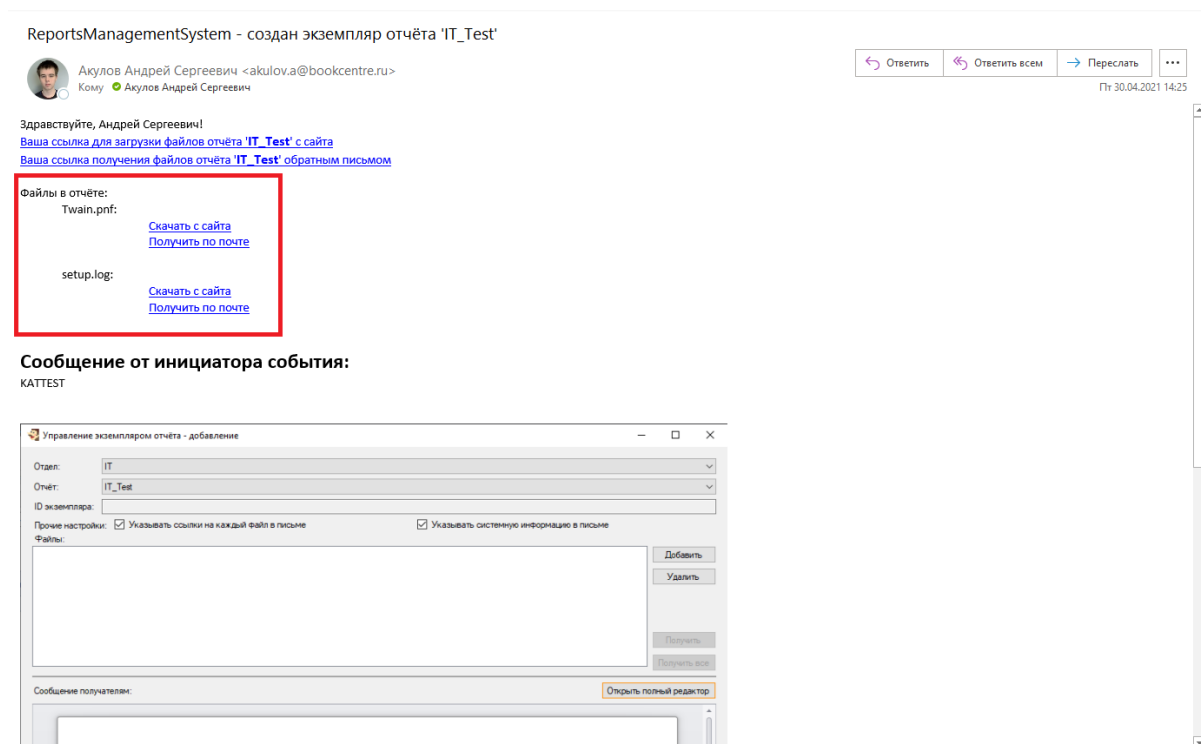 ReportsManagementSystem - создан экземпляр отчёта 'IT_Test'
Акулов Андрей Сергеевич <akulov.a@bookcentre.ru>
Кому Акулов Андрей Сергеевич
Ответить
Ответить всем
Переслать
Пт 30.04.2021 14:25
Здравствуйте, Андрей Сергеевич!
Ваша ссылка для загрузки файлов отчёта 'IT_Test' с сайта
Ваша ссылка получения файлов отчёта 'IT_Test' обратным письмом
Файлы в отчёте:
Twain.pnf:
Скачать с сайта
Получить по почте
setup.log:
Скачать с сайта
Получить по почте
Сообщение от инициатора события:
KATTEST
Управление экземпляром отчёта - добавление
Отдел: IT
Отчёт: IT_Test
ID экземпляра:
Прочие настройки: Указывать ссылки на каждый файл в письме Указывать системную информацию в письме
Файлы:
Добавить
Удалить
Получить
Получить все
Сообщение получателям:
Открыть полный редактор